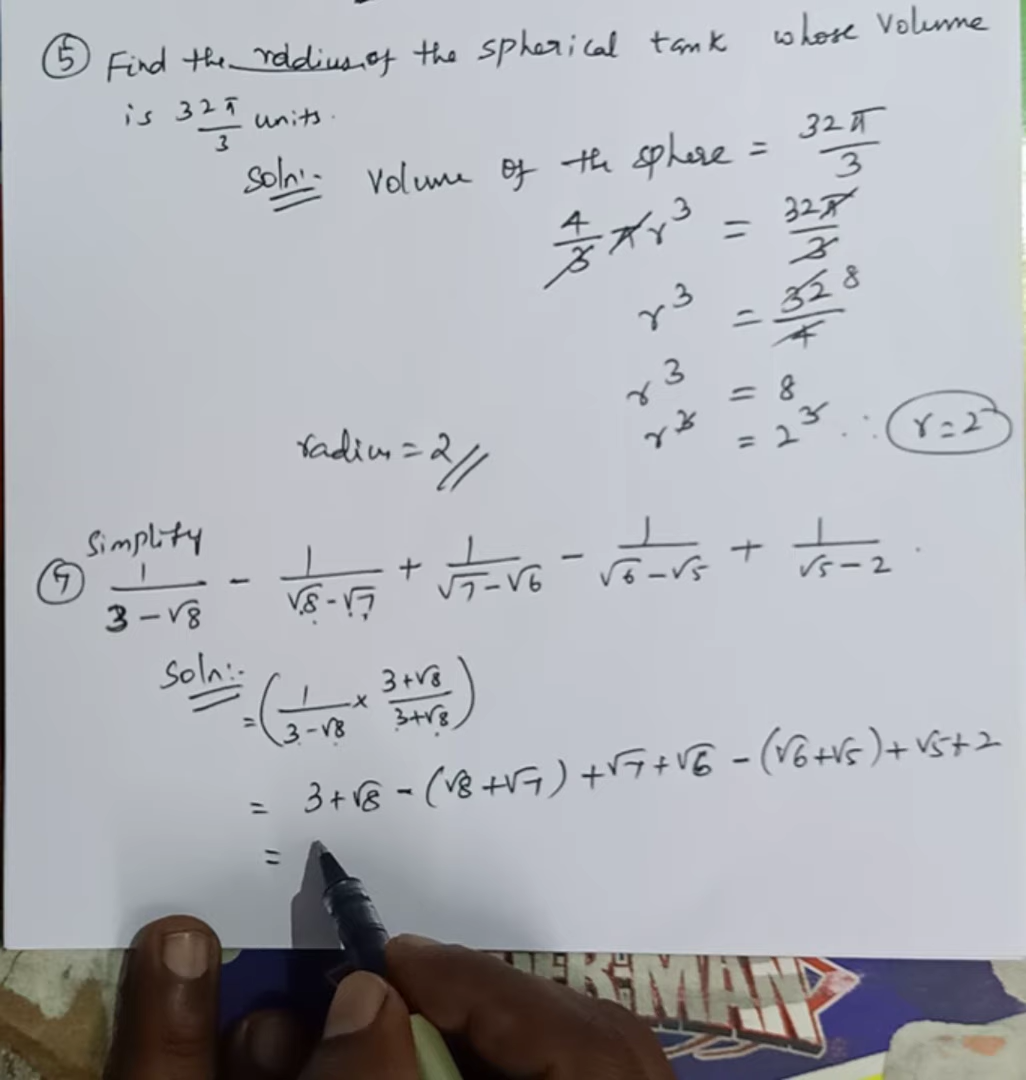 ⑤ Find the raddius of the spherical tank whose Volume
is 32π/3 units.
Soln:- Volume of the sphere = 32π/3
4/3 πr³ = 32π/3
r³ = 32/4 8
r³ = 8
r³ = 2³ ∴ r=2
radius = 2//
Simplify
⑨ 1/(3-√8) - 1/(√8-√7) + 1/(√7-√6) - 1/(√6-√5) + 1/(√5-2).
Soln:-
= (1/(3-√8) × (3+√8)/(3+√8))
= 3+√8 - (√8+√7) + √7+√6 - (√6+√5) + √5+2
=
DER-MAN